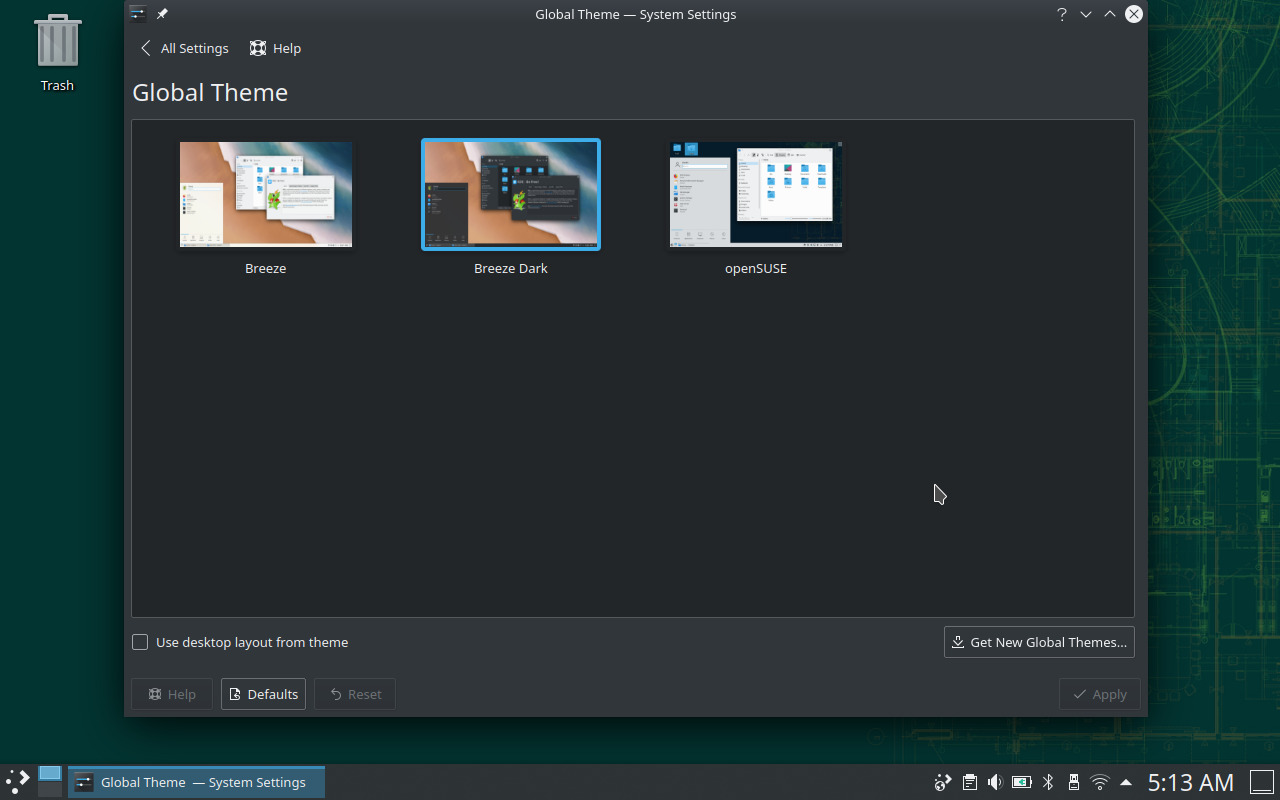 Global Theme — System Settings
Trash
All Settings
Help
Global Theme
Breeze
Breeze Dark
openSUSE
Use desktop layout from theme
Get New Global Themes...
Help
Defaults
Reset
Apply
Global Theme — System Settings
5:13 AM